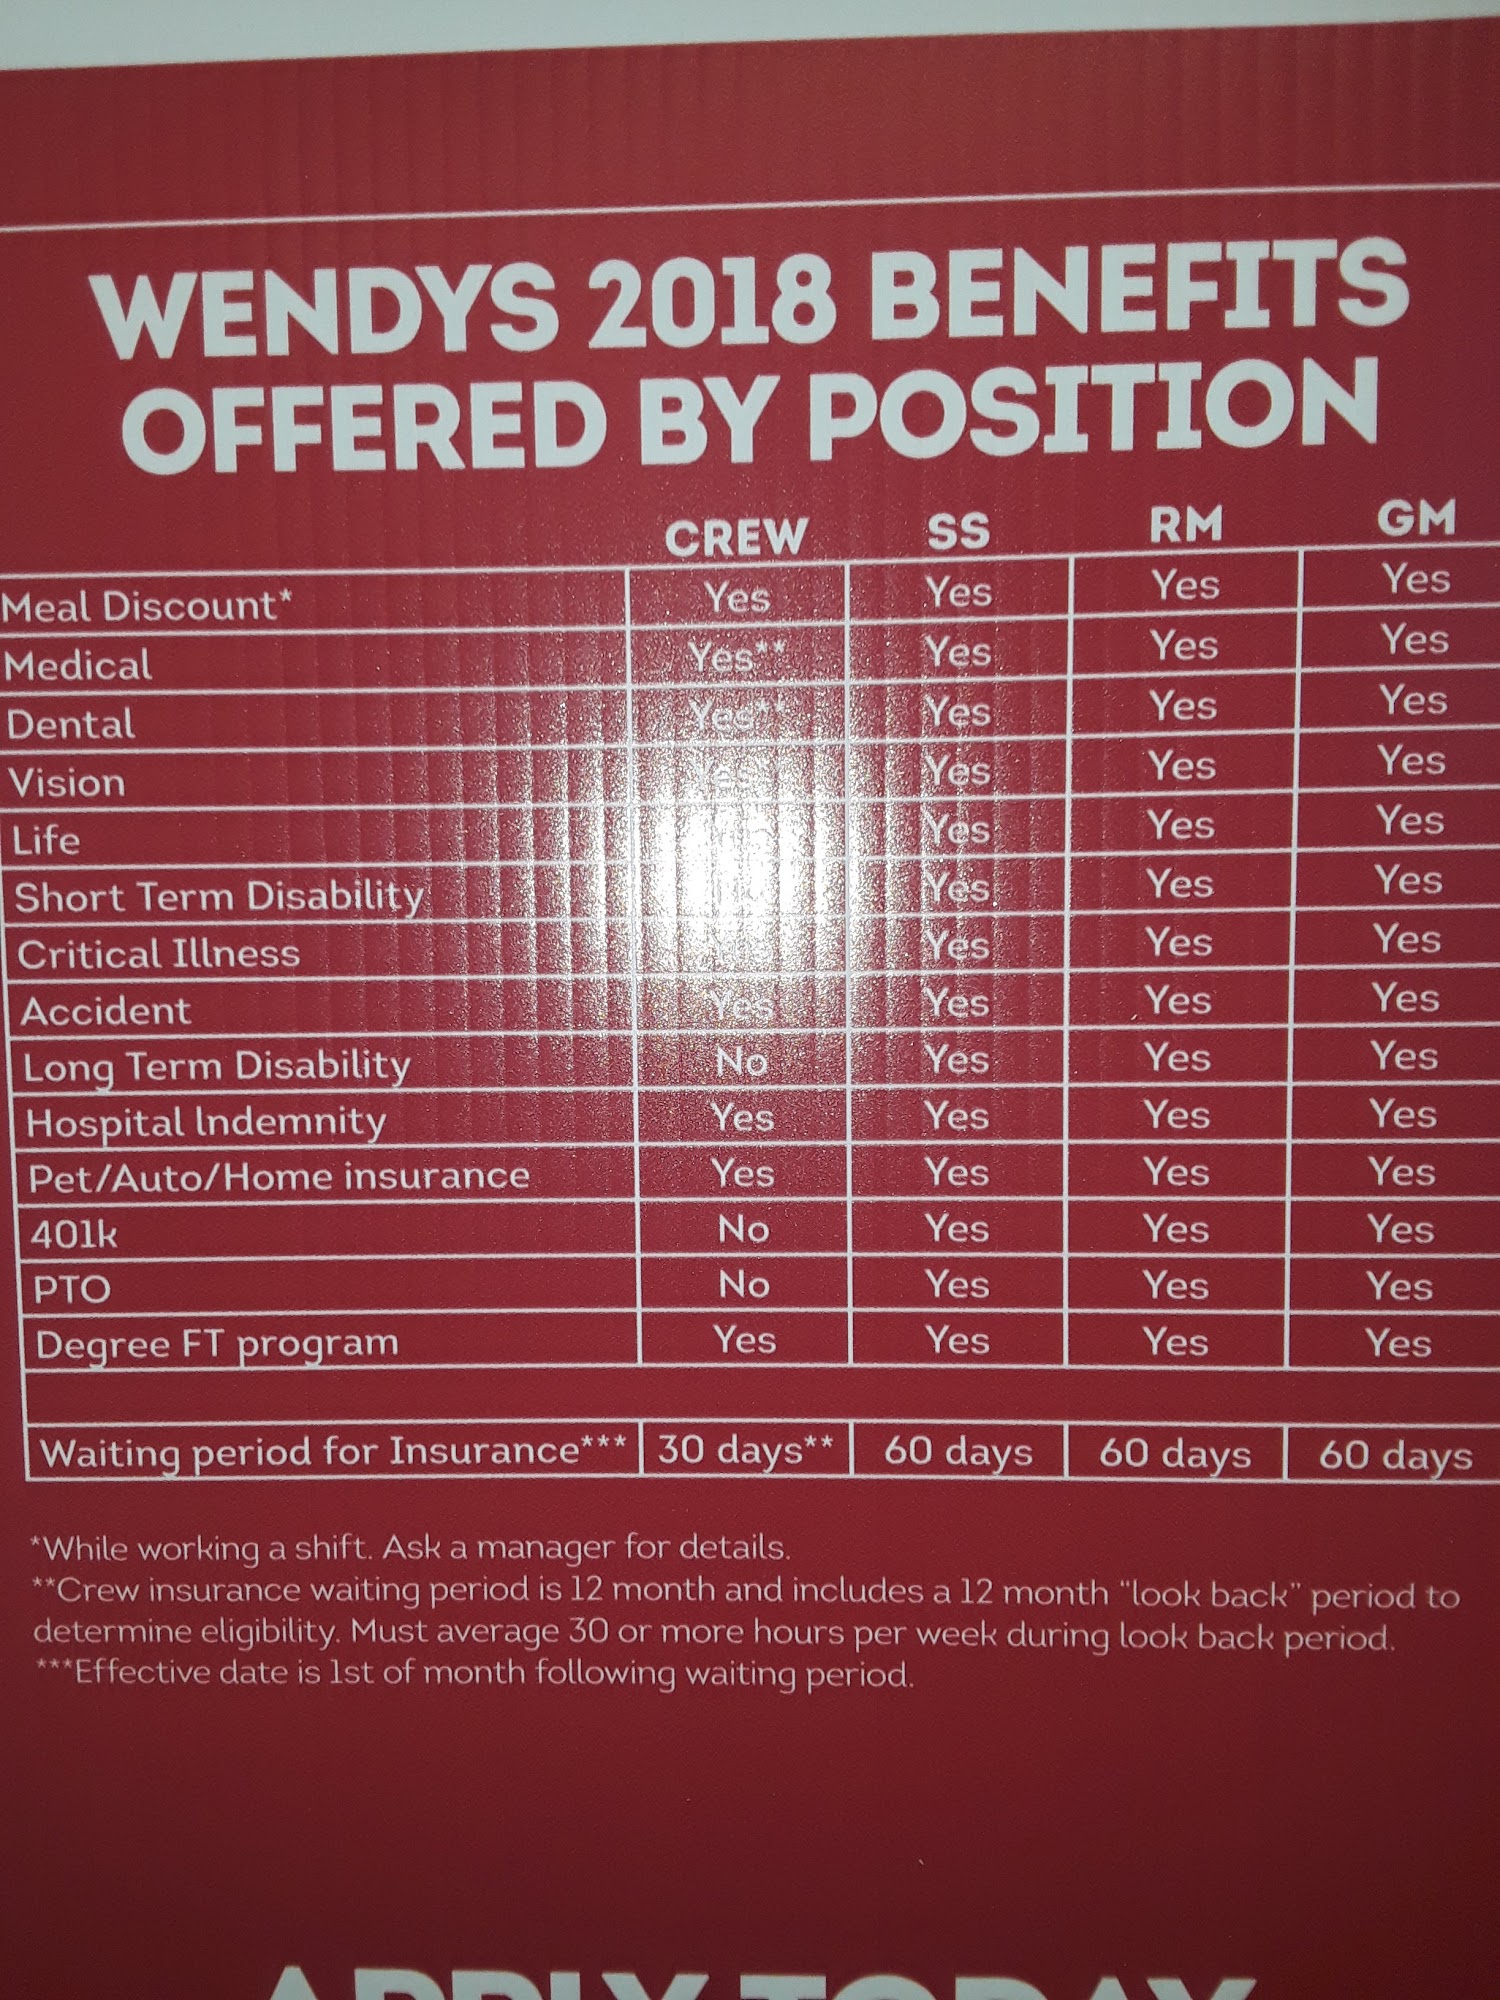 WENDYS 2018 BENEFITS
OFFERED BY POSITION
CREW SS RM GM
Meal Discount* Yes Yes Yes Yes
Medical Yes** Yes Yes Yes
Dental Yes** Yes Yes Yes
Vision Yes Yes Yes Yes
Life Yes Yes Yes
Short Term Disability Yes Yes Yes
Critical Illness Yes Yes Yes
Accident Yes Yes Yes Yes
Long Term Disability No Yes Yes Yes
Hospital Indemnity Yes Yes Yes Yes
Pet/Auto/Home insurance Yes Yes Yes Yes
401k No Yes Yes Yes
PTO No Yes Yes Yes
Degree FT program Yes Yes Yes Yes
Waiting period for Insurance*** 30 days** 60 days 60 days 60 days
*While working a shift. Ask a manager for details.
**Crew insurance waiting period is 12 month and includes a 12 month “look back” period to
determine eligibility. Must average 30 or more hours per week during look back period.
***Effective date is 1st of month following waiting period.
APPLY TODAY